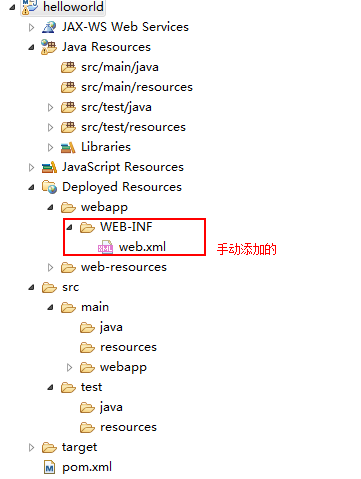 helloworld
JAX-WS Web Services
Java Resources
src/main/java
src/main/resources
src/test/java
src/test/resources
Libraries
JavaScript Resources
Deployed Resources
webapp
WEB-INF
web.xml 手动添加的
web-resources
src
main
java
resources
webapp
test
java
resources
target
pom.xml